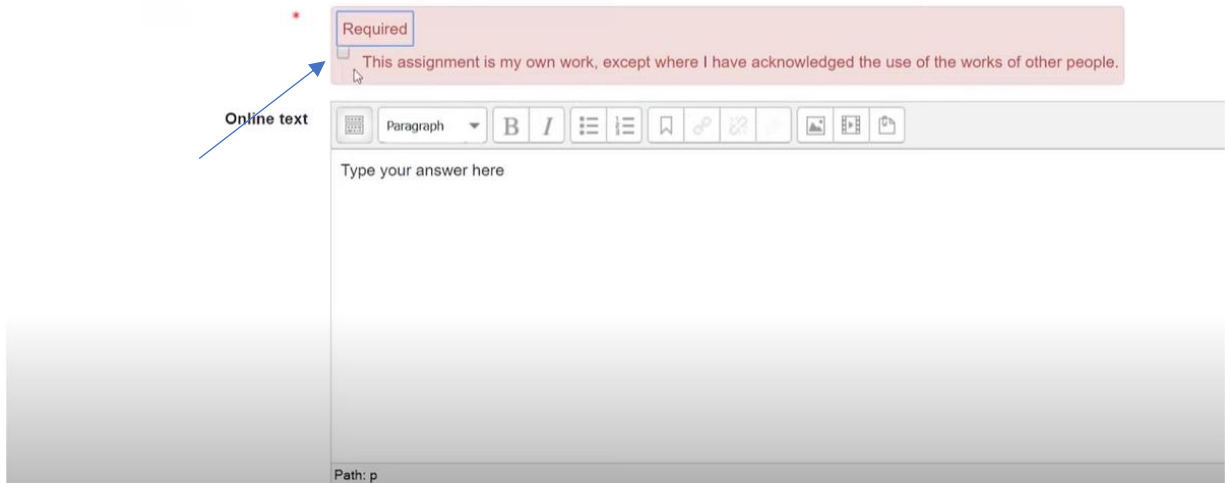 *
Required
This assignment is my own work, except where I have acknowledged the use of the works of other people.
Online text
Paragraph B I
Type your answer here
Path: p